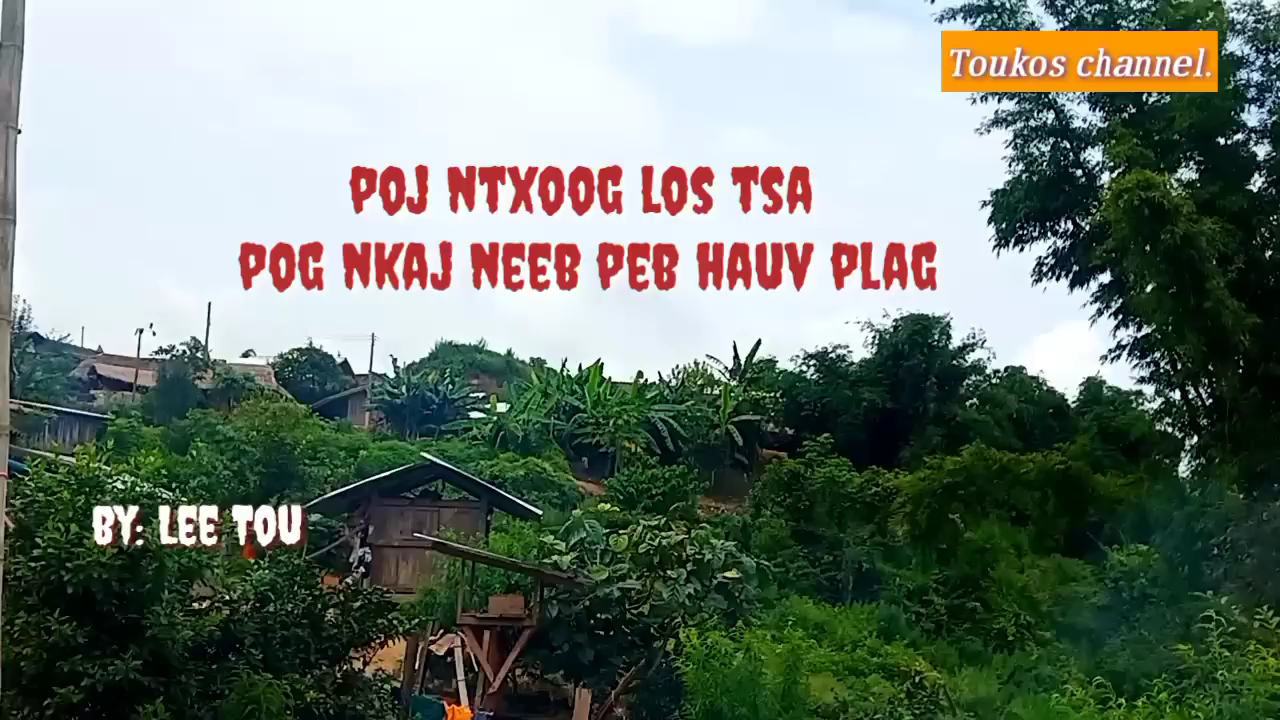 Toukos channel.
POJ NTXOOG LOS TSA
POG NKAJ NEEB PEB HAUV PLAG
BY: LEE TOU